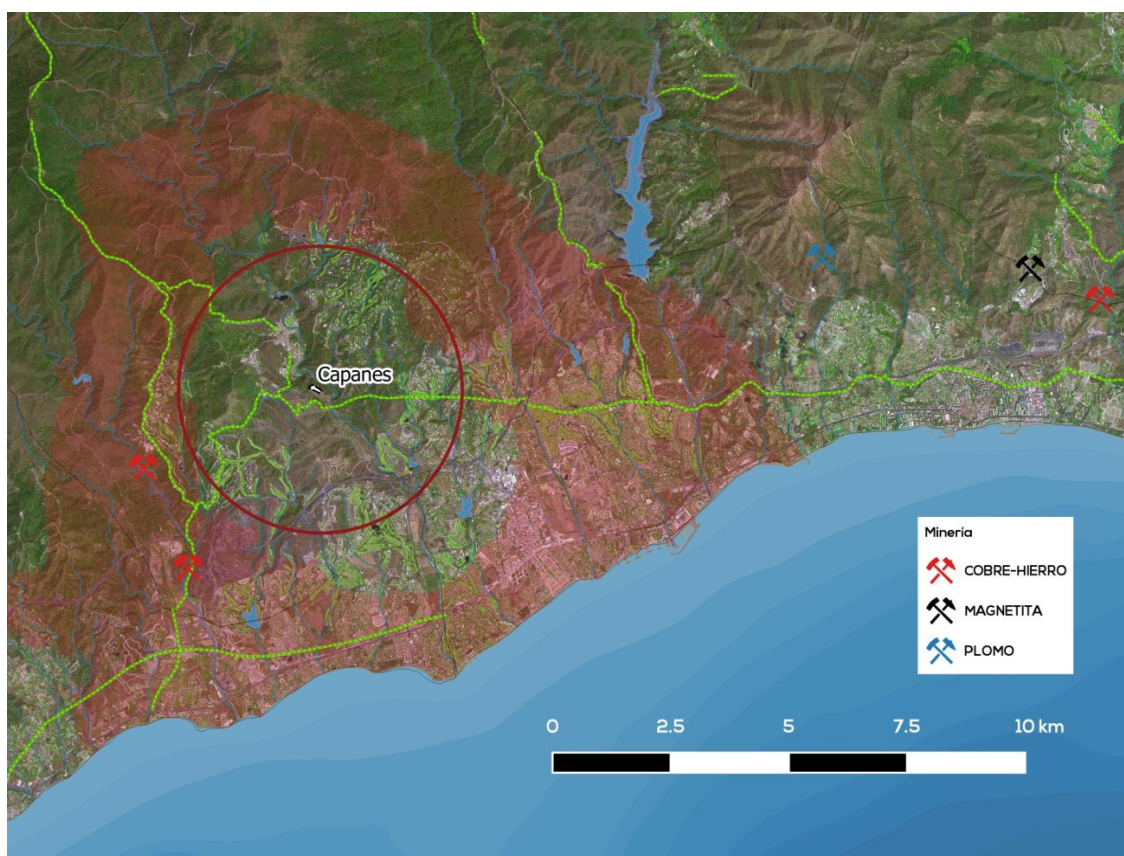 Capanes
Minería
COBRE-HIERRO
MAGNETITA
PLOMO
0 2.5 5 7.5 10 km